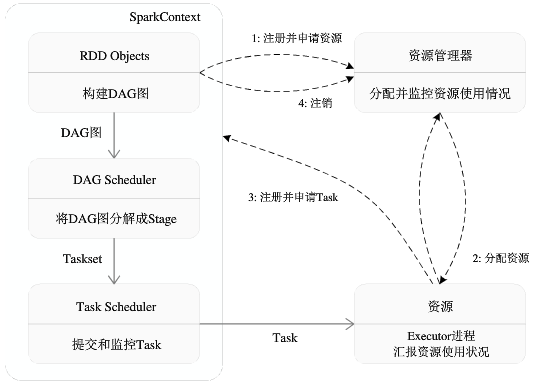 SparkContext
RDD Objects
构建DAG图
DAG图
DAG Scheduler
将DAG图分解成Stage
Taskset
Task Scheduler
提交和监控Task
1: 注册并申请资源
4: 注销
资源管理器
分配并监控资源使用情况
3: 注册并申请Task
2: 分配资源
Task
资源
Executor进程
汇报资源使用状况